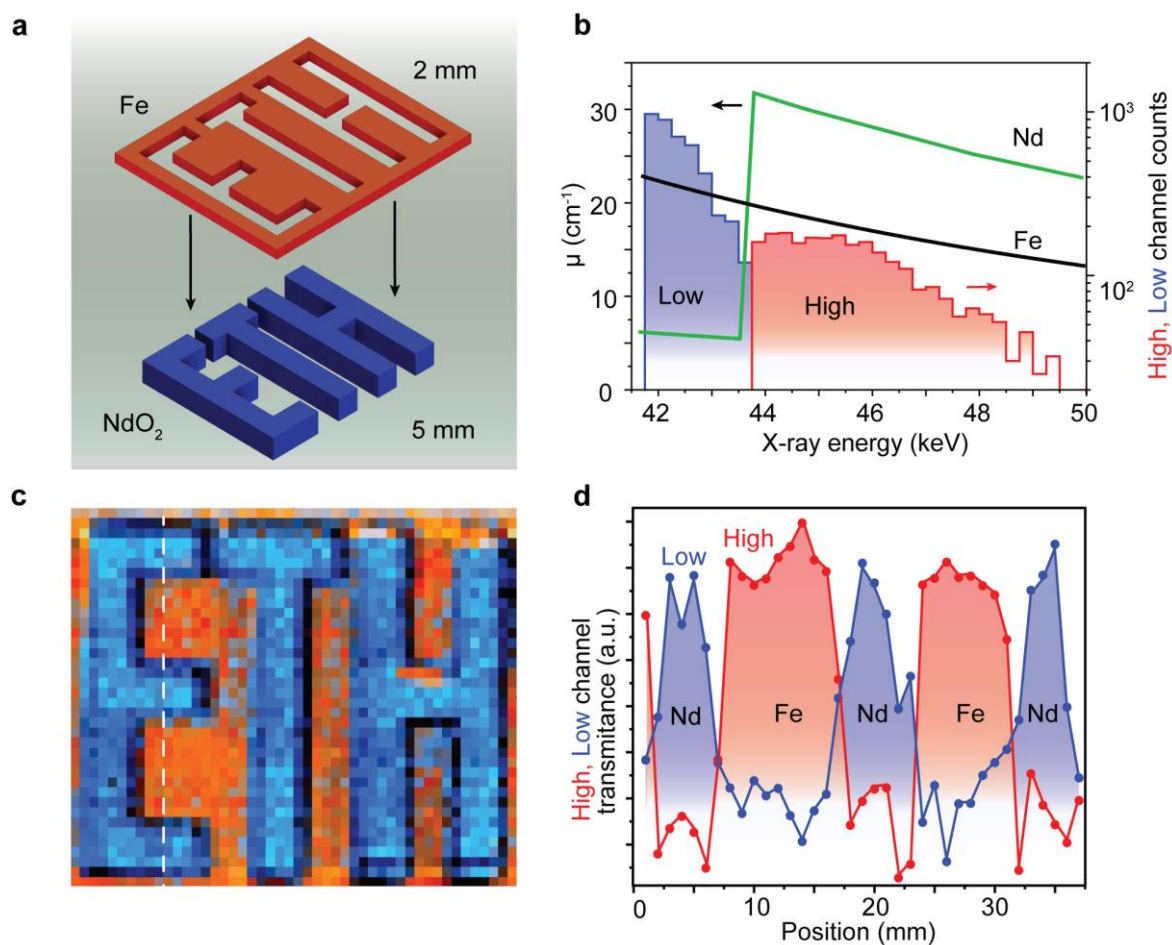 a
2 mm
Fe
NdO₂
5 mm
b
µ (cm⁻¹)
30
20
10
0
Nd
Fe
Low
High
10³
10²
High, Low channel counts
42
44
46
48
50
X-ray energy (keV)
c
ETH
d
High, Low channel
transmitance (a.u.)
Low
High
Nd
Fe
Nd
Fe
Nd
0
10
20
30
Position (mm)